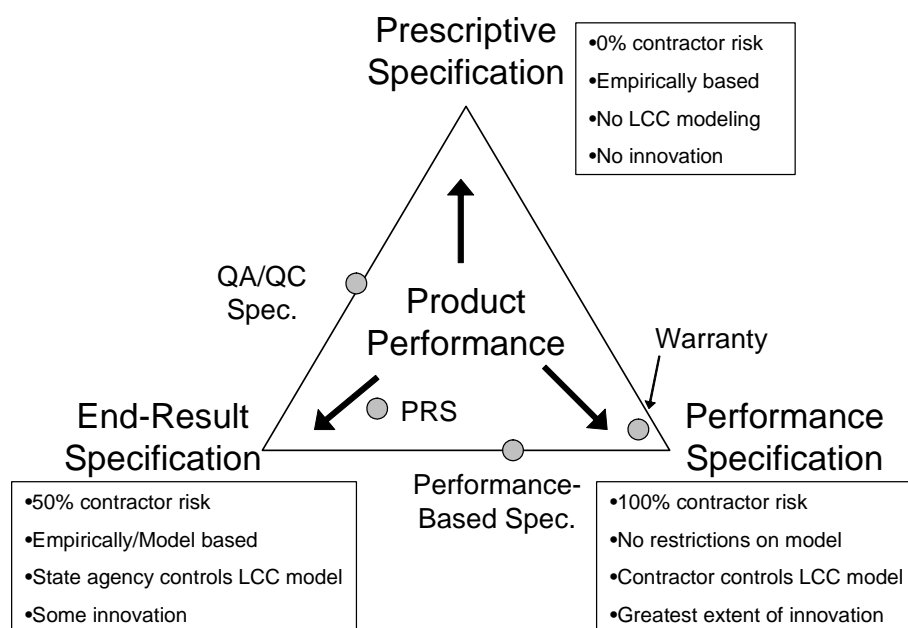 Prescriptive
Specification
•0% contractor risk
•Empirically based
•No LCC modeling
•No innovation
QA/QC
Spec.
Product
Performance
Warranty
PRS
End-Result
Specification
Performance-
Based Spec.
Performance
Specification
•50% contractor risk
•Empirically/Model based
•State agency controls LCC model
•Some innovation
•100% contractor risk
•No restrictions on model
•Contractor controls LCC model
•Greatest extent of innovation